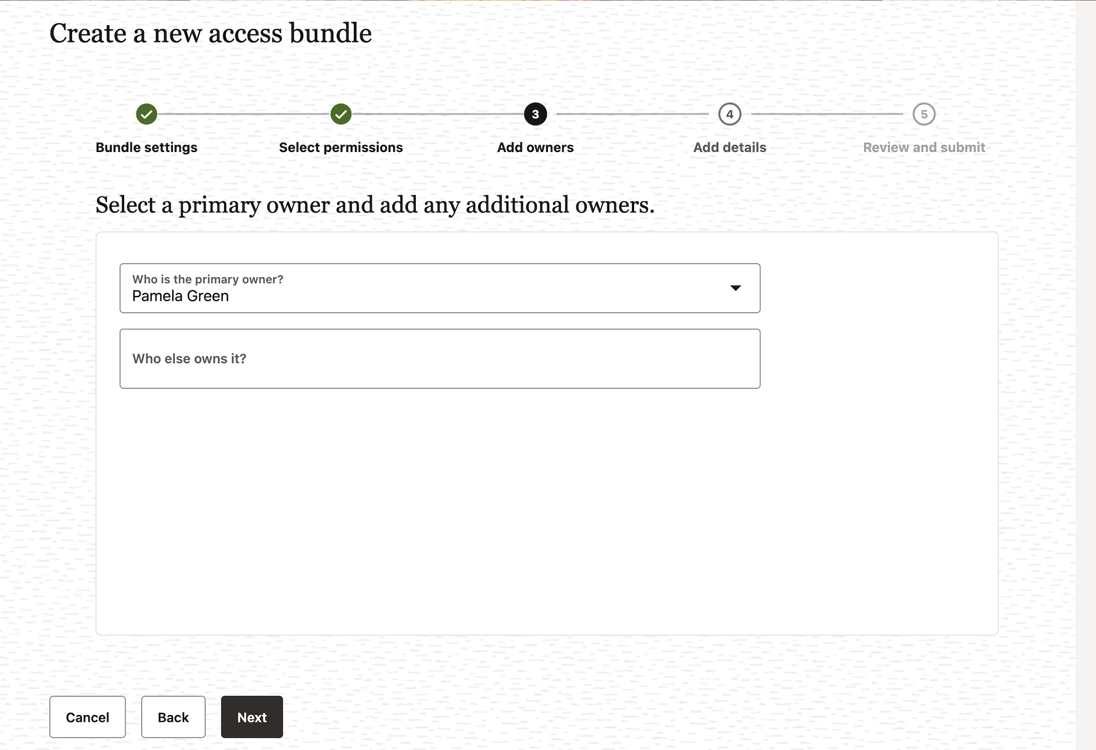 Create a new access bundle
3 4 5
Bundle settings Select permissions Add owners Add details Review and submit
Select a primary owner and add any additional owners.
Who is the primary owner?
Pamela Green
Who else owns it?
Cancel Back Next